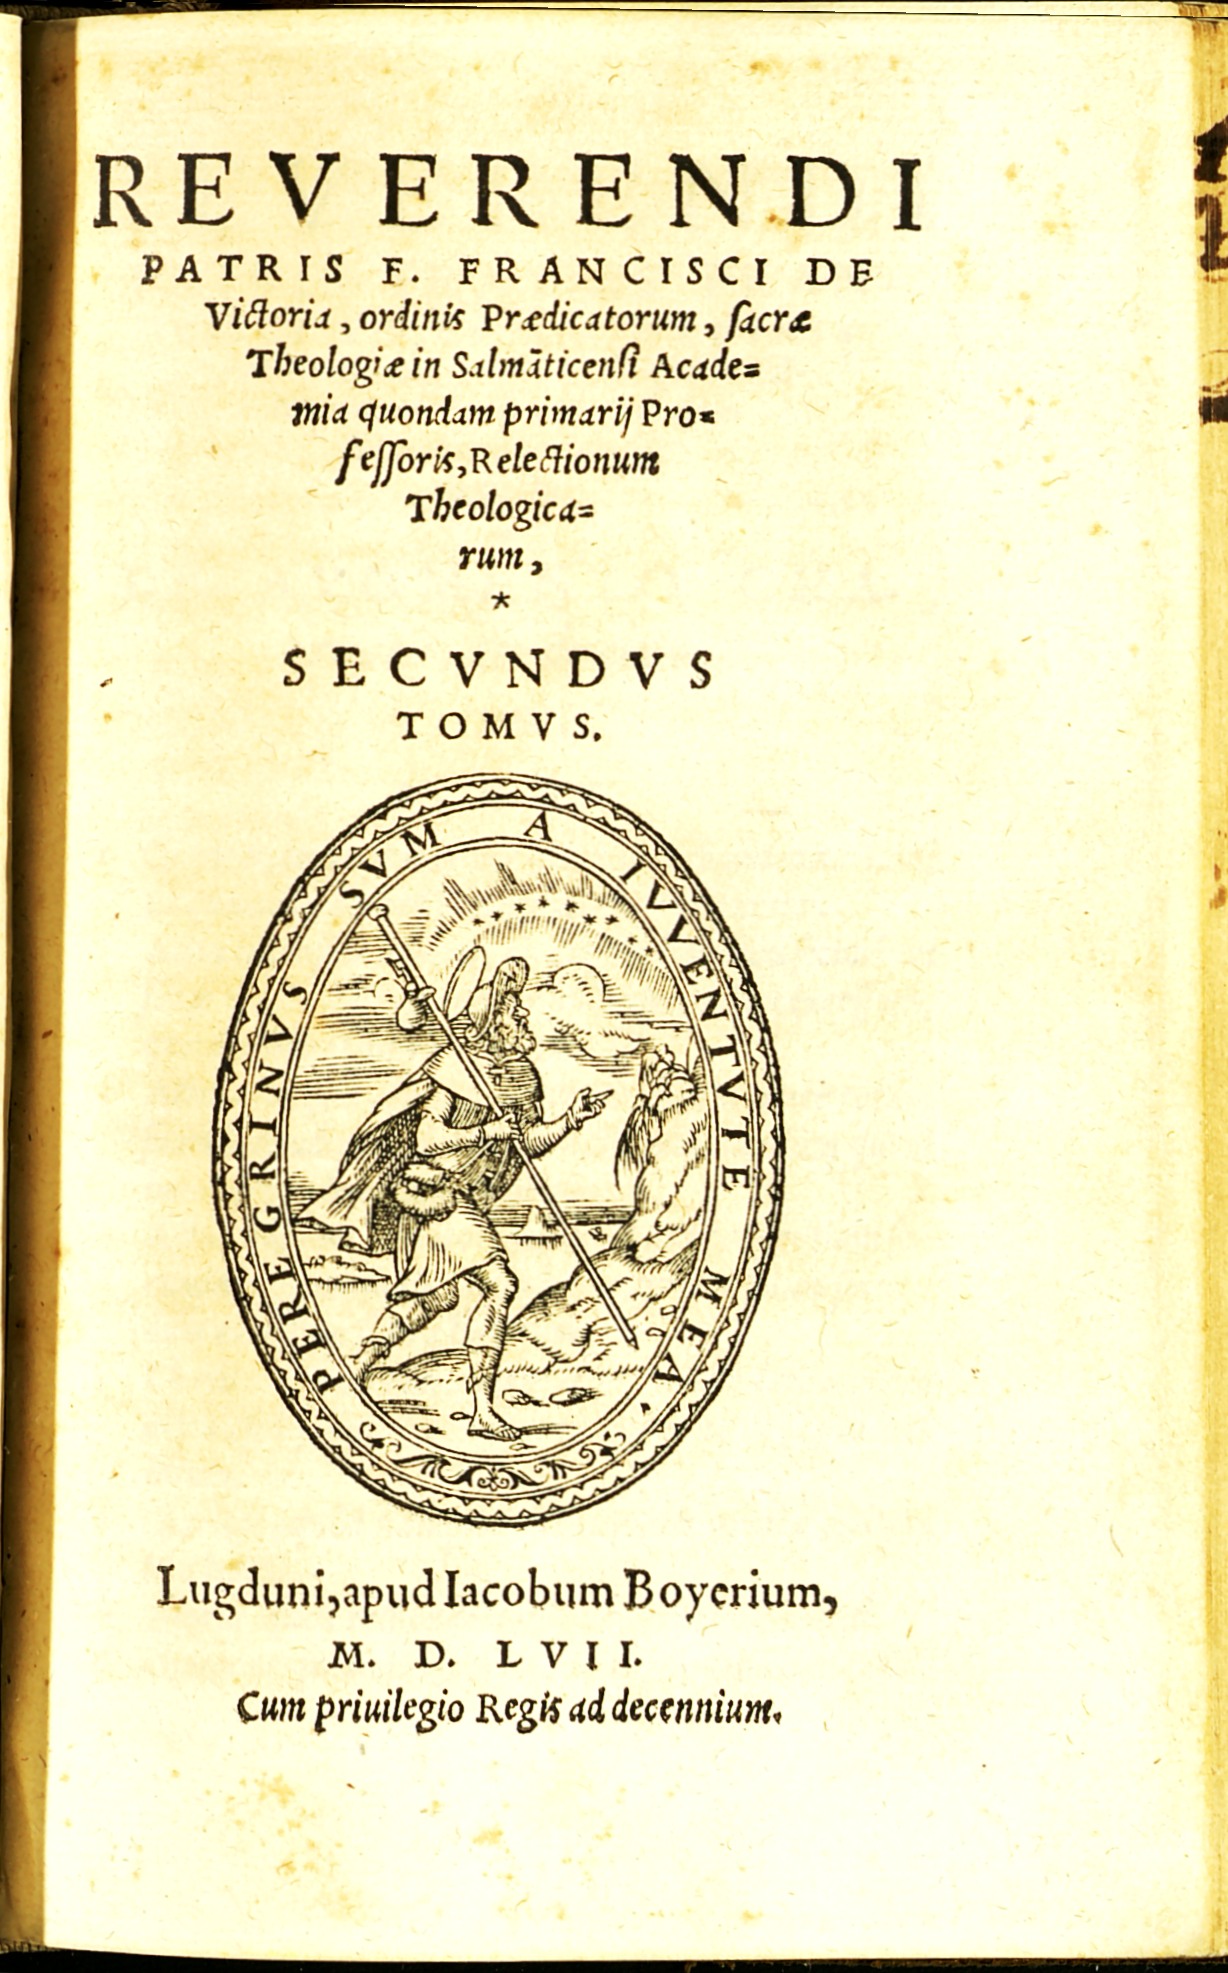 REVERENDI
PATRIS F. FRANCISCI DE
Victoria, ordinis Prædicatorum, ſacræ
Theologiæ in Salmāticenſi Acade=
mia quondam primarij Pro=
feſſoris, Relectionum
Theologica=
rum,
*
SECVNDVS
TOMVS.
PEREGRINVS SVM A IVVENTVTE MEA.
Lugduni, apud Iacobum Boyerium,
M. D. LVII.
Cum priuilegio Regis ad decennium.